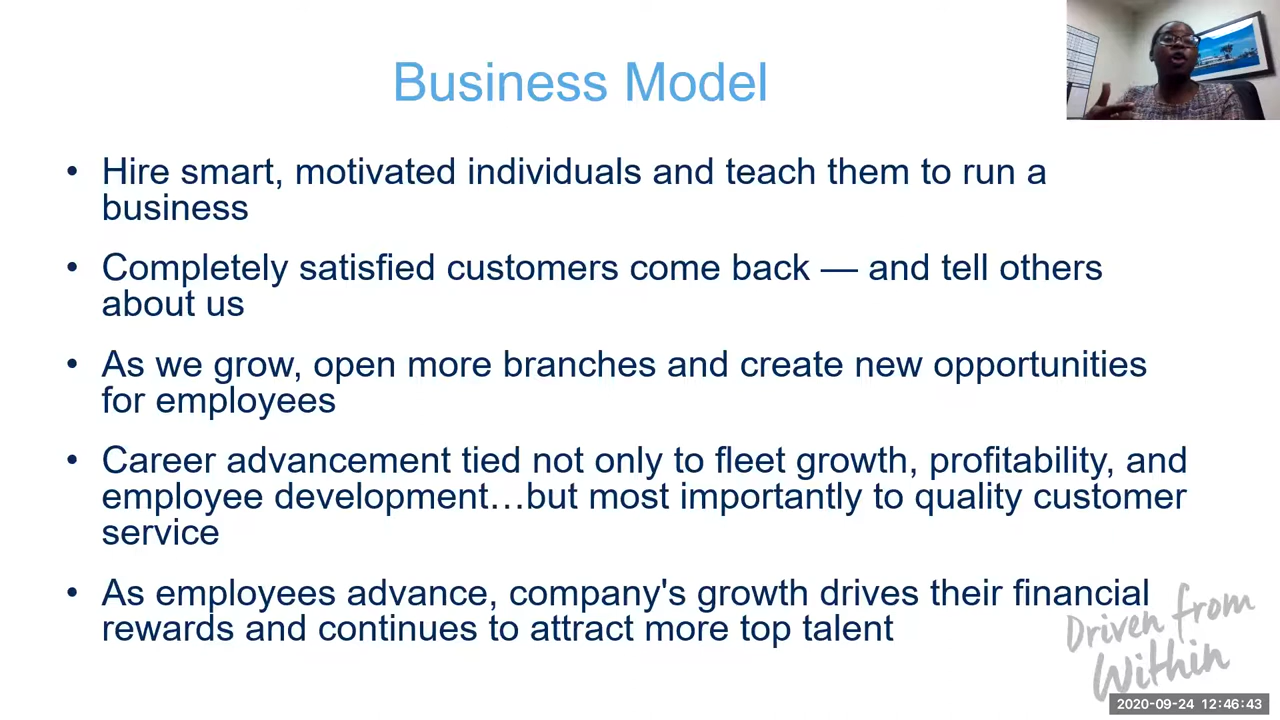 Business Model
• Hire smart, motivated individuals and teach them to run a
business
• Completely satisfied customers come back — and tell others
about us
• As we grow, open more branches and create new opportunities
for employees
• Career advancement tied not only to fleet growth, profitability, and
employee development…but most importantly to quality customer
service
• As employees advance, company's growth drives their financial
rewards and continues to attract more top talent
Driven from
Within
2020-09-24 12:46:43